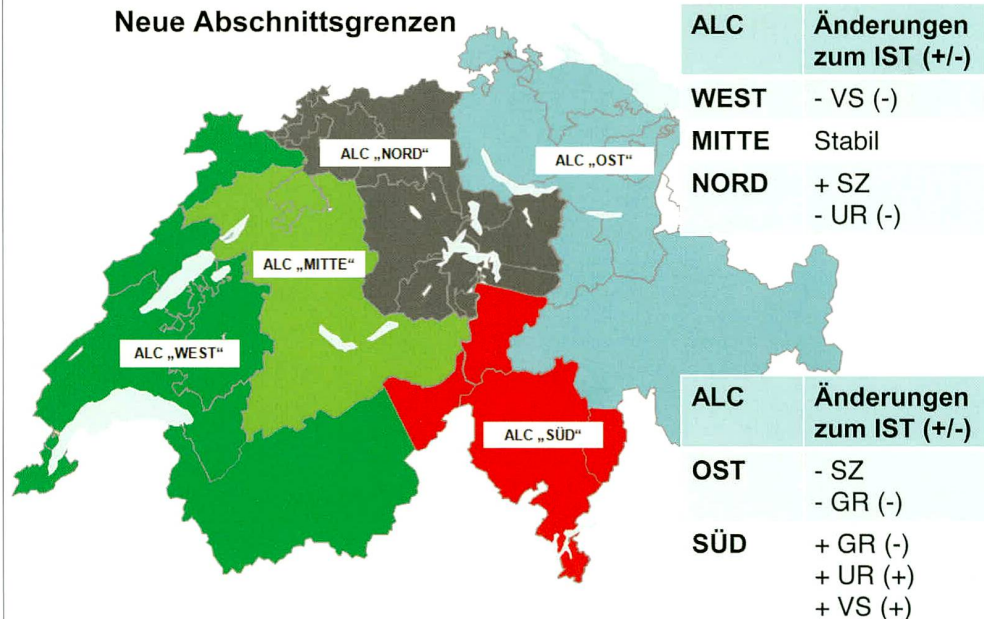 Neue Abschnittsgrenzen
ALC „NORD“
ALC „OST“
ALC „MITTE“
ALC „WEST“
ALC „SÜD“
ALC Änderungen
zum IST (+/-)
WEST - VS (-)
MITTE Stabil
NORD + SZ
- UR (-)
ALC Änderungen
zum IST (+/-)
OST - SZ
- GR (-)
SÜD + GR (-)
+ UR (+)
+ VS (+)